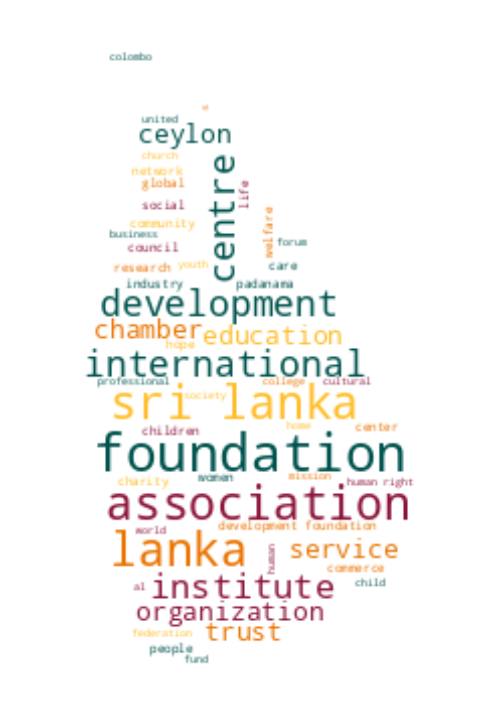 colombo
e
united
ceylon
centre
church
network
global
life
social
welfare
community
business
forum
council
research youth care
industry padanama
development
chamber education
hope
international
professional college cultural
society
sri lanka
home
children center
foundation
women mission
charity human right
association
development foundation
world
lanka service
human
commerce
al institute child
organization
federation trust
people
fund